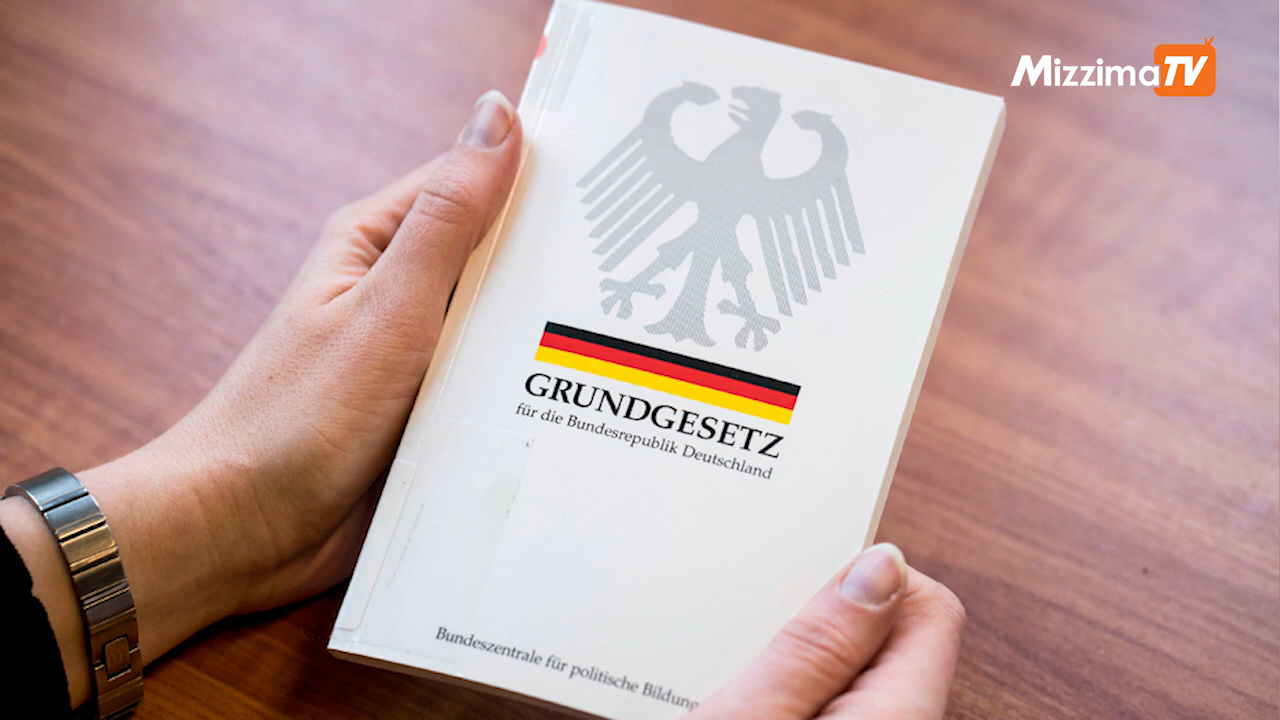 MizzimaTV
GRUNDGESETZ
für die Bundesrepublik Deutschland
Bundeszentrale für politische Bildung